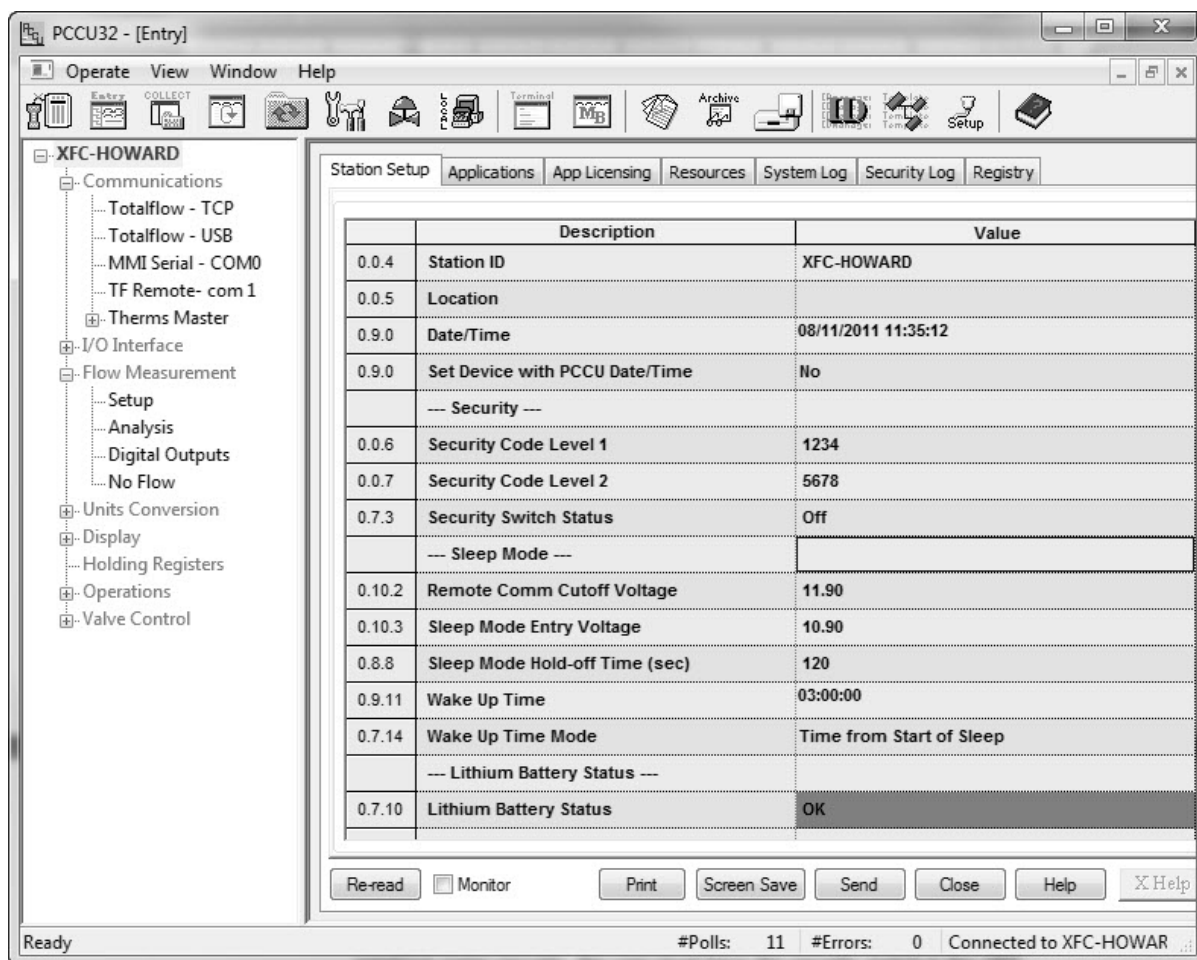 PCCU32 - [Entry]
Operate View Window Help
Entry COLLECT LOCAL Terminal MB Archive ID Setup
XFC-HOWARD
Communications
Totalflow - TCP
Totalflow - USB
MMI Serial - COM0
TF Remote- com 1
Therms Master
I/O Interface
Flow Measurement
Setup
Analysis
Digital Outputs
No Flow
Units Conversion
Display
Holding Registers
Operations
Valve Control
Station Setup Applications App Licensing Resources System Log Security Log Registry
Description Value
0.0.4 Station ID XFC-HOWARD
0.0.5 Location
0.9.0 Date/Time 08/11/2011 11:35:12
0.9.0 Set Device with PCCU Date/Time No
--- Security ---
0.0.6 Security Code Level 1 1234
0.0.7 Security Code Level 2 5678
0.7.3 Security Switch Status Off
--- Sleep Mode ---
0.10.2 Remote Comm Cutoff Voltage 11.90
0.10.3 Sleep Mode Entry Voltage 10.90
0.8.8 Sleep Mode Hold-off Time (sec) 120
0.9.11 Wake Up Time 03:00:00
0.7.14 Wake Up Time Mode Time from Start of Sleep
--- Lithium Battery Status ---
0.7.10 Lithium Battery Status OK
Re-read Monitor Print Screen Save Send Close Help X Help
Ready #Polls: 11 #Errors: 0 Connected to XFC-HOWAR